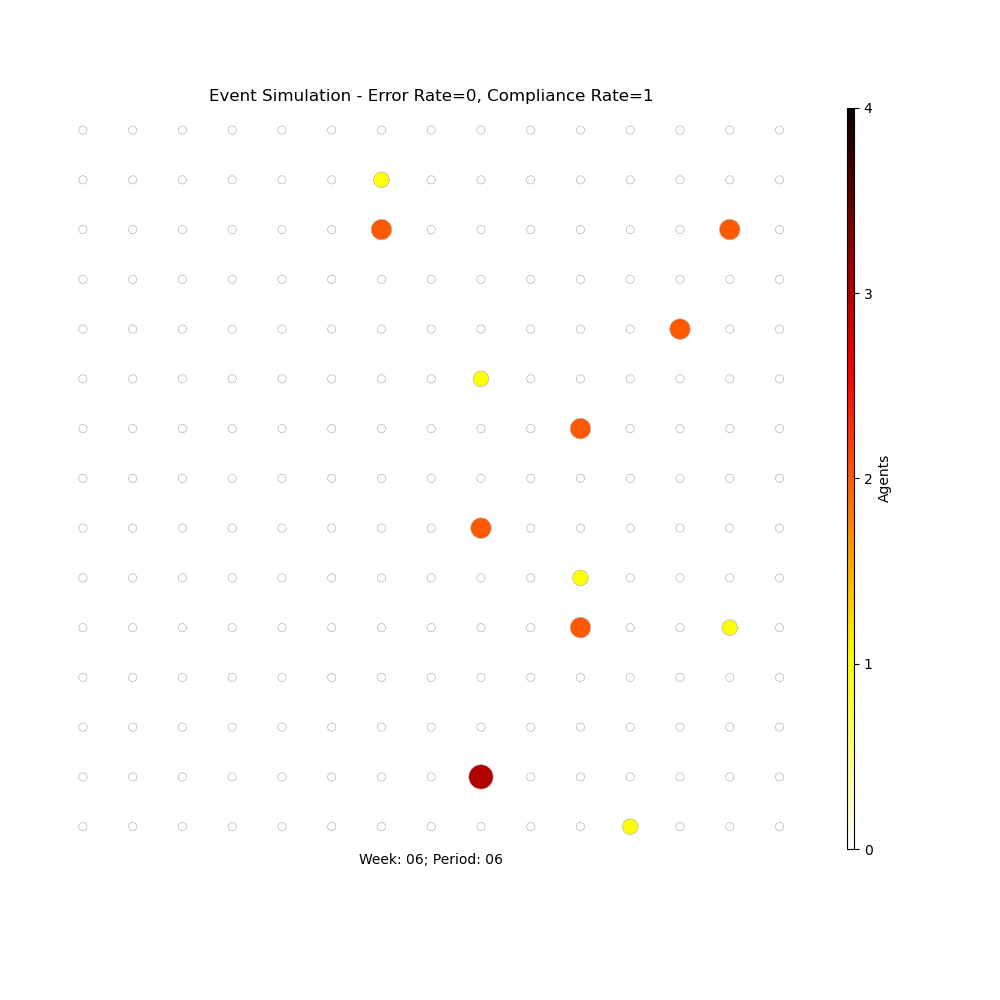 Event Simulation - Error Rate=0, Compliance Rate=1
4
3
2
Agents
1
0
Week: 06; Period: 06